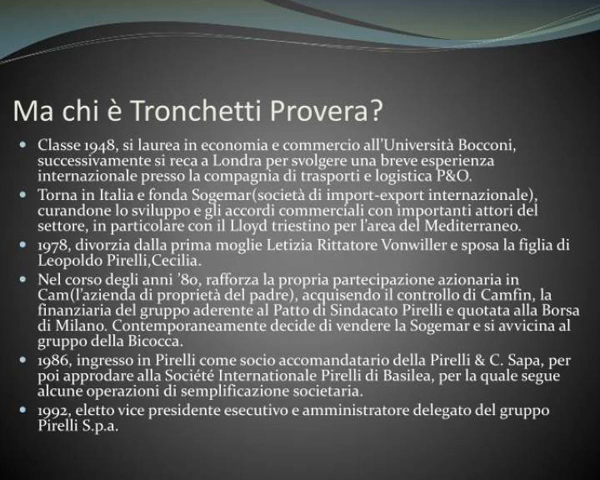 Ma chi è Tronchetti Provera?
Classe 1948, si laurea in economia e commercio all'Università Bocconi,
successivamente si reca a Londra per svolgere una breve esperienza
internazionale presso la compagnia di trasporti e logistica P&O.
Torna in Italia e fonda Sogemar(società di import-export internazionale),
curandone lo sviluppo e gli accordi commerciali con importanti attori del
settore, in particolare con il Lloyd triestino per l'area del Mediterraneo.
1978, divorzia dalla prima moglie Letizia Rittatore Vonwiller e sposa la figlia di
Leopoldo Pirelli,Cecilia.
Nel corso degli anni '80, rafforza la propria partecipazione azionaria in
Cam(l'azienda di proprietà del padre), acquisendo il controllo di Camfin, la
finanziaria del gruppo aderente al Patto di Sindacato Pirelli e quotata alla Borsa
di Milano. Contemporaneamente decide di vendere la Sogemar e si avvicina al
gruppo della Bicocca.
1986, ingresso in Pirelli come socio accomandatario della Pirelli & C. Sapa, per
poi approdare alla Société Internationale Pirelli di Basilea, per la quale segue
alcune operazioni di semplificazione societaria.
1992, eletto vice presidente esecutivo e amministratore delegato del gruppo
Pirelli S.p.a.